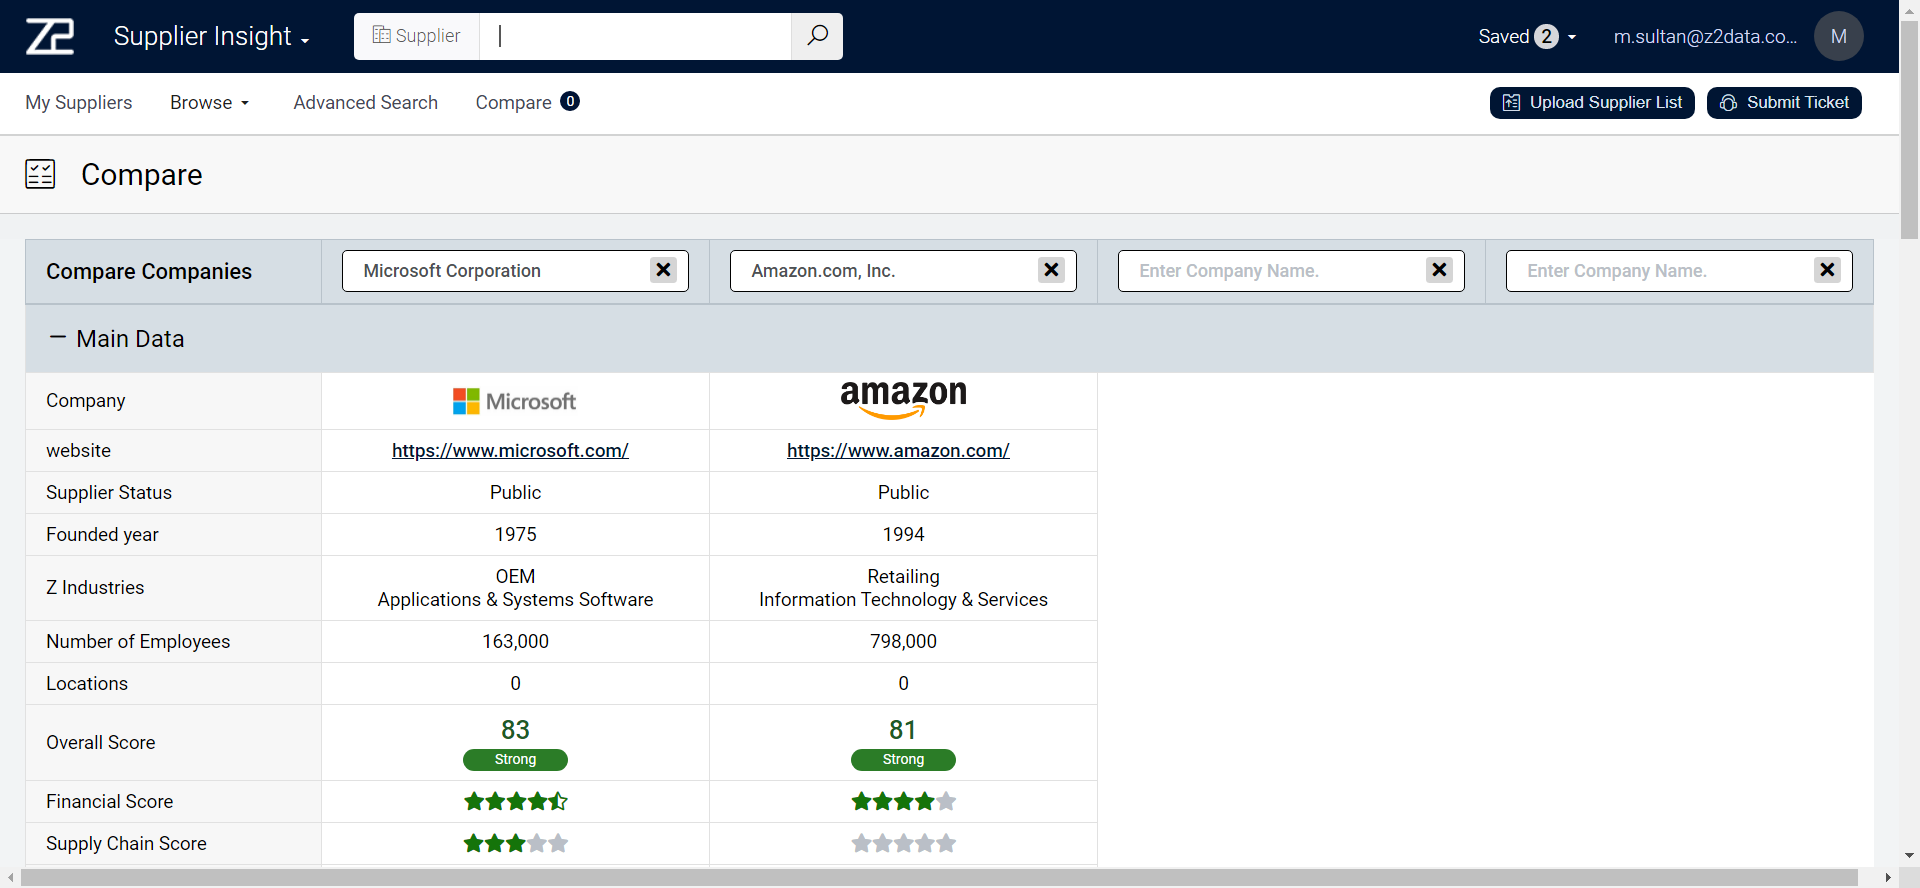 Z2
Supplier Insight
Supplier
Saved 2
m.sultan@z2data.co...
M
My Suppliers
Browse
Advanced Search
Compare 0
Upload Supplier List
Submit Ticket
Compare
Compare Companies
Microsoft Corporation
Amazon.com, Inc.
Enter Company Name.
Enter Company Name.
Main Data
Company
Microsoft
amazon
website
https://www.microsoft.com/
https://www.amazon.com/
Supplier Status
Public
Public
Founded year
1975
1994
Z Industries
OEM
Applications & Systems Software
Retailing
Information Technology & Services
Number of Employees
163,000
798,000
Locations
0
0
Overall Score
83
Strong
81
Strong
Financial Score
Supply Chain Score